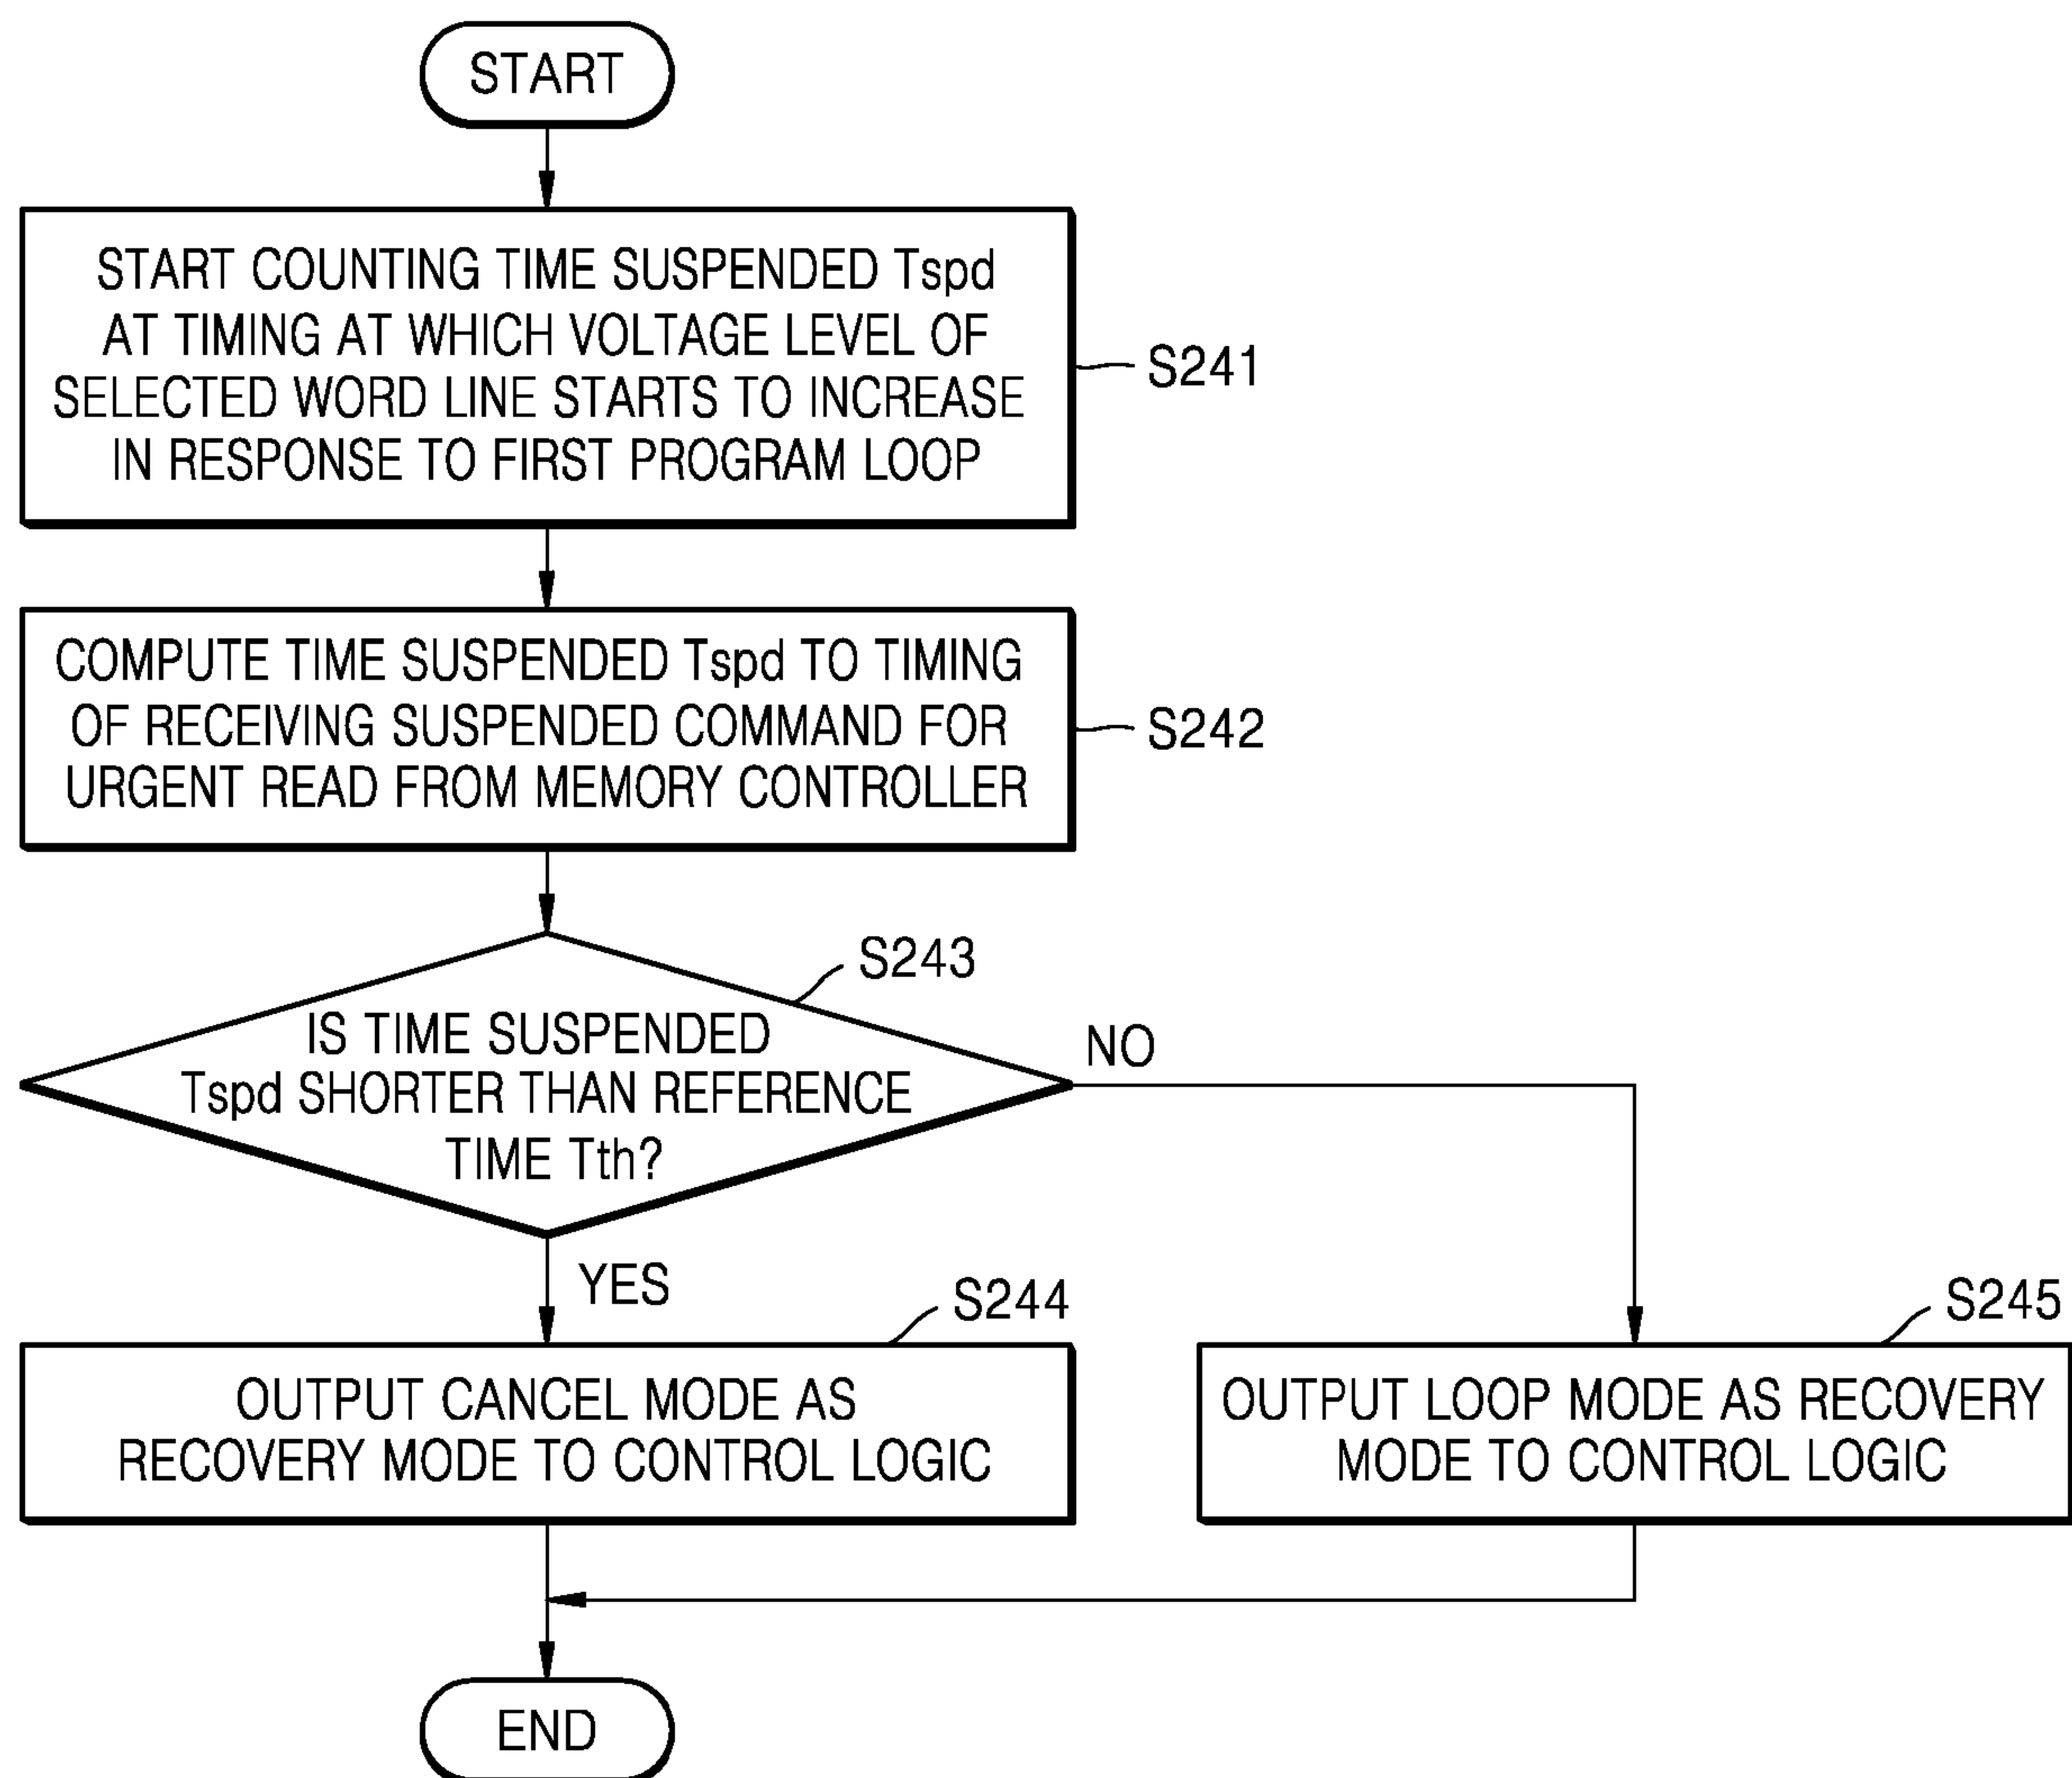 START
START COUNTING TIME SUSPENDED Tspd
AT TIMING AT WHICH VOLTAGE LEVEL OF
SELECTED WORD LINE STARTS TO INCREASE
IN RESPONSE TO FIRST PROGRAM LOOP
S241
COMPUTE TIME SUSPENDED Tspd TO TIMING
OF RECEIVING SUSPENDED COMMAND FOR
URGENT READ FROM MEMORY CONTROLLER
S242
S243
IS TIME SUSPENDED
Tspd SHORTER THAN REFERENCE
TIME Tth?
NO
YES
S244
OUTPUT CANCEL MODE AS
RECOVERY MODE TO CONTROL LOGIC
S245
OUTPUT LOOP MODE AS RECOVERY
MODE TO CONTROL LOGIC
END